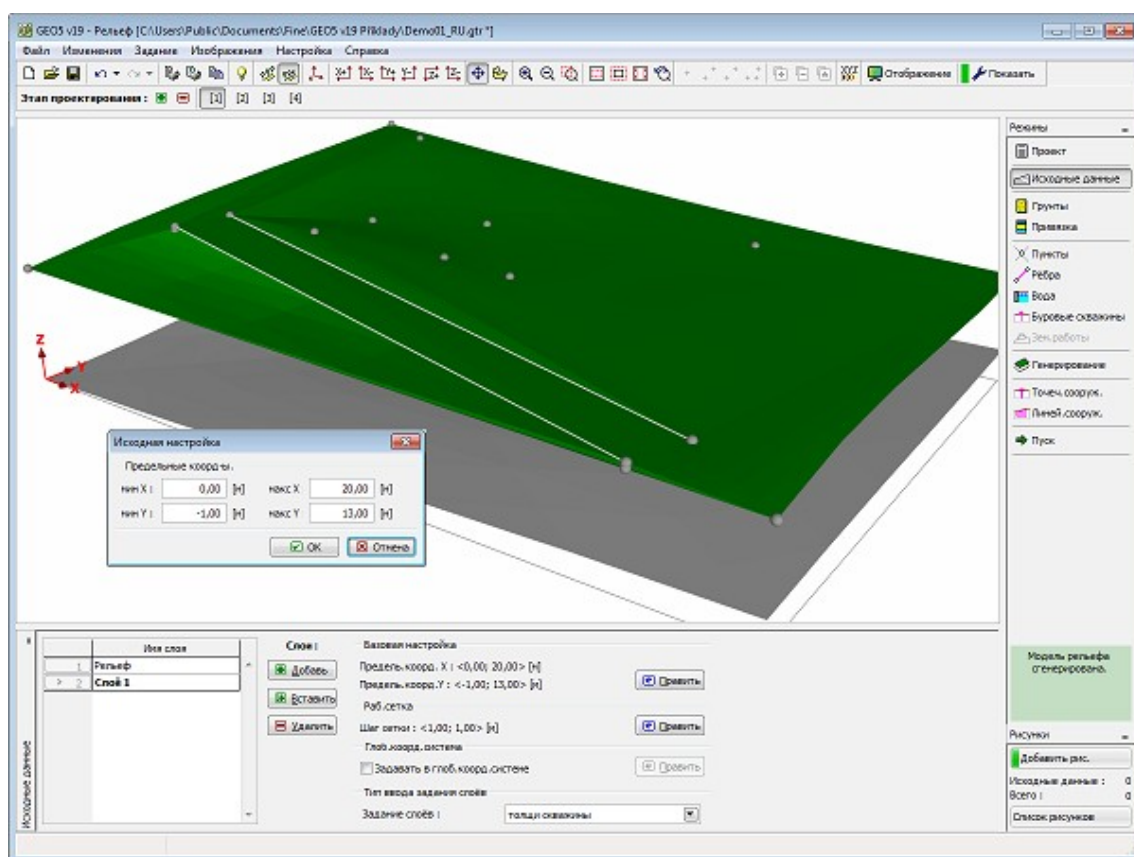 GEO5 v19 - Рельеф [C:\Users\Public\Documents\Fine\GEO5 v19 Příklady\Demo01_RU.gtr *]
Файл Изменения Задание Изображения Настройка Справка
Отображение Показать
Этап проектирования : [1] [2] [3] [4]
Режимы
Проект
Исходные данные
Грунты
Привязка
Пункты
Рёбра
Вода
Буровые скважины
Зем.работы
Генерирование
Точеч.сооруж.
Линей.сооруж.
Пуск
Z
Y
X
Исходная настройка
Предельные коорд-ы.
мин X : 0,00 [м] макс X 20,00 [м]
мин Y : -1,00 [м] макс Y 13,00 [м]
OK Отмена
Имя слоя
1 Рельеф
> 2 Слой 1
Слои :
Добавь
Вставить
Удалить
Базовая настройка
Предель.коорд. X : <0,00; 20,00> [м]
Предель.коорд.Y : <-1,00; 13,00> [м]
Править
Раб.сетка
Шаг сетки : <1,00; 1,00> [м]
Править
Глоб.коорд.система
Задавать в глоб.коорд.системе
Править
Тип ввода задания слоёв
Задание слоёв : толщи скважины
Исходные данные
Модель рельефа сгенерирована.
Рисунки
Добавить рис.
Исходные данные : 0
Всего : 0
Список рисунков